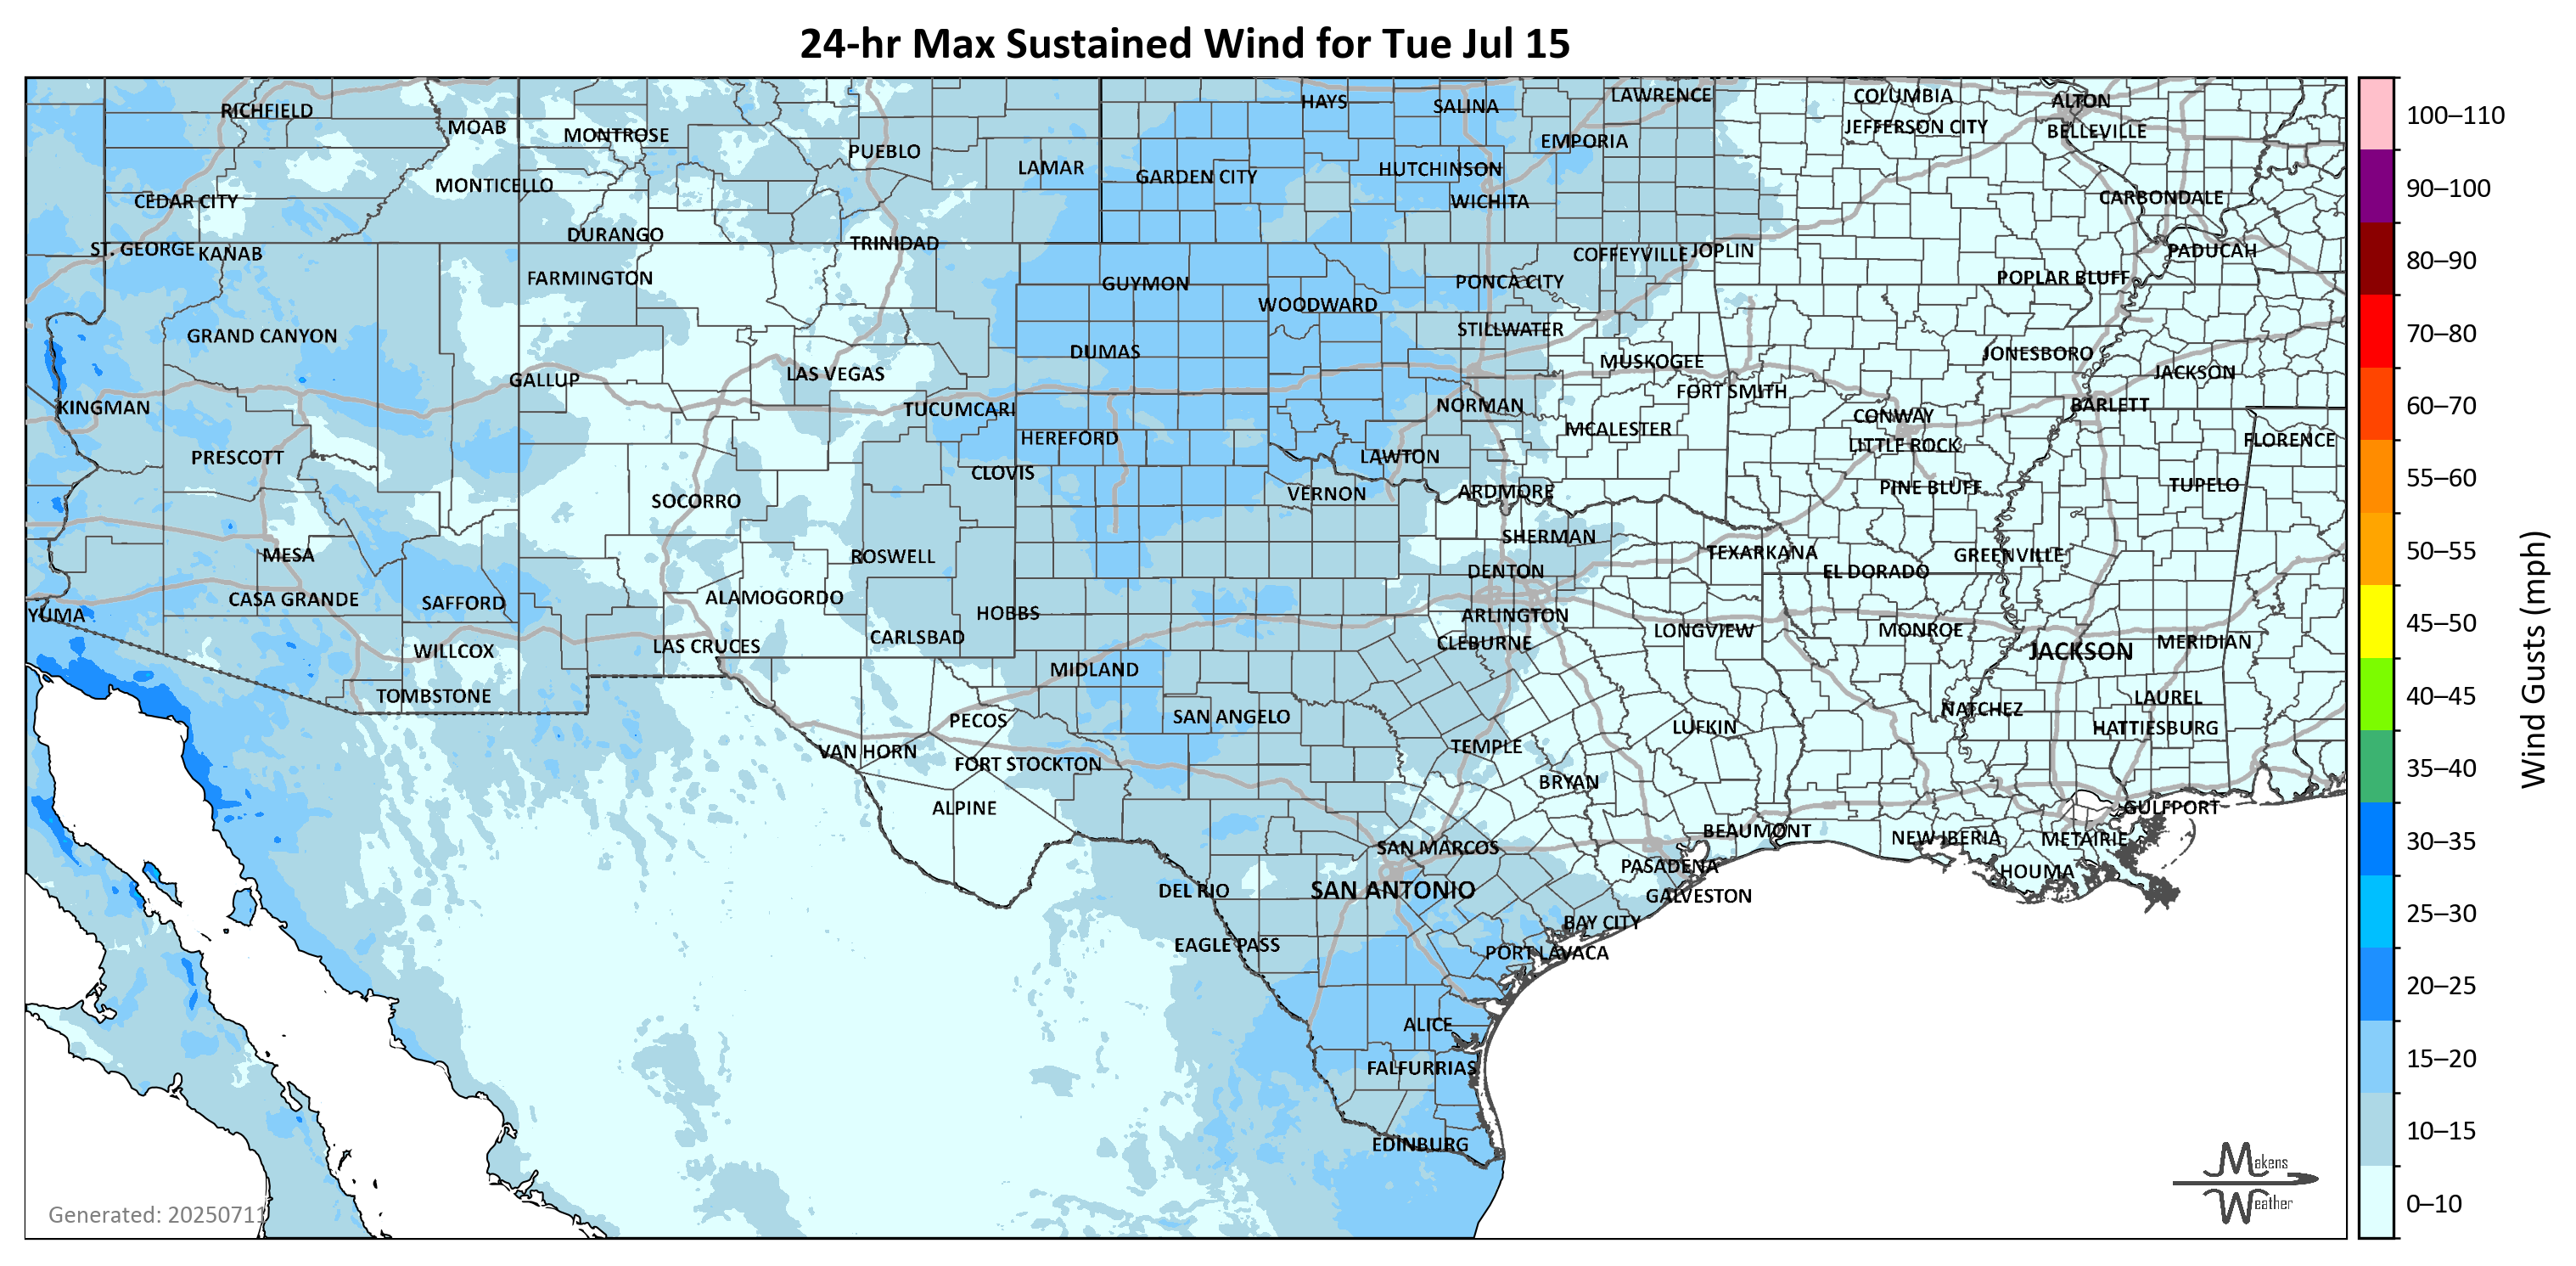 24-hr Max Sustained Wind for Tue Jul 15
RICHFIELD
MOAB
MONTROSE
PUEBLO
LAMAR
HAYS
SALINA
LAWRENCE
COLUMBIA
ALTON
JEFFERSON CITY
BELLEVILLE
EMPORIA
MONTICELLO
GARDEN CITY
HUTCHINSON
CEDAR CITY
WICHITA
CARBONDALE
DURANGO
TRINIDAD
ST. GEORGE
KANAB
COFFEYVILLE
JOPLIN
PADUCAH
FARMINGTON
GUYMON
PONCA CITY
POPLAR BLUFF
WOODWARD
GRAND CANYON
STILLWATER
DUMAS
MUSKOGEE
JONESBORO
GALLUP
LAS VEGAS
FORT SMITH
JACKSON
KINGMAN
TUCUMCARI
NORMAN
CONWAY
BARLETT
HEREFORD
MCALESTER
LITTLE ROCK
FLORENCE
PRESCOTT
CLOVIS
LAWTON
SOCORRO
VERNON
ARDMORE
PINE BLUFF
TUPELO
MESA
ROSWELL
SHERMAN
TEXARKANA
GREENVILLE
DENTON
EL DORADO
CASA GRANDE
SAFFORD
ALAMOGORDO
HOBBS
YUMA
ARLINGTON
WILLCOX
LAS CRUCES
CARLSBAD
CLEBURNE
LONGVIEW
MONROE
JACKSON
MERIDIAN
MIDLAND
TOMBSTONE
PECOS
SAN ANGELO
LAUREL
NATCHEZ
HATTIESBURG
LUFKIN
VAN HORN
FORT STOCKTON
TEMPLE
BRYAN
ALPINE
GULFPORT
BEAUMONT
NEW IBERIA
METAIRIE
SAN MARCOS
PASADENA
HOUMA
DEL RIO
SAN ANTONIO
GALVESTON
BAY CITY
EAGLE PASS
PORT LAVACA
ALICE
FALFURRIAS
EDINBURG
Generated: 20250711
Makens
Weather
100–110
90–100
80–90
70–80
60–70
55–60
50–55
45–50
40–45
35–40
30–35
25–30
20–25
15–20
10–15
0–10
Wind Gusts (mph)